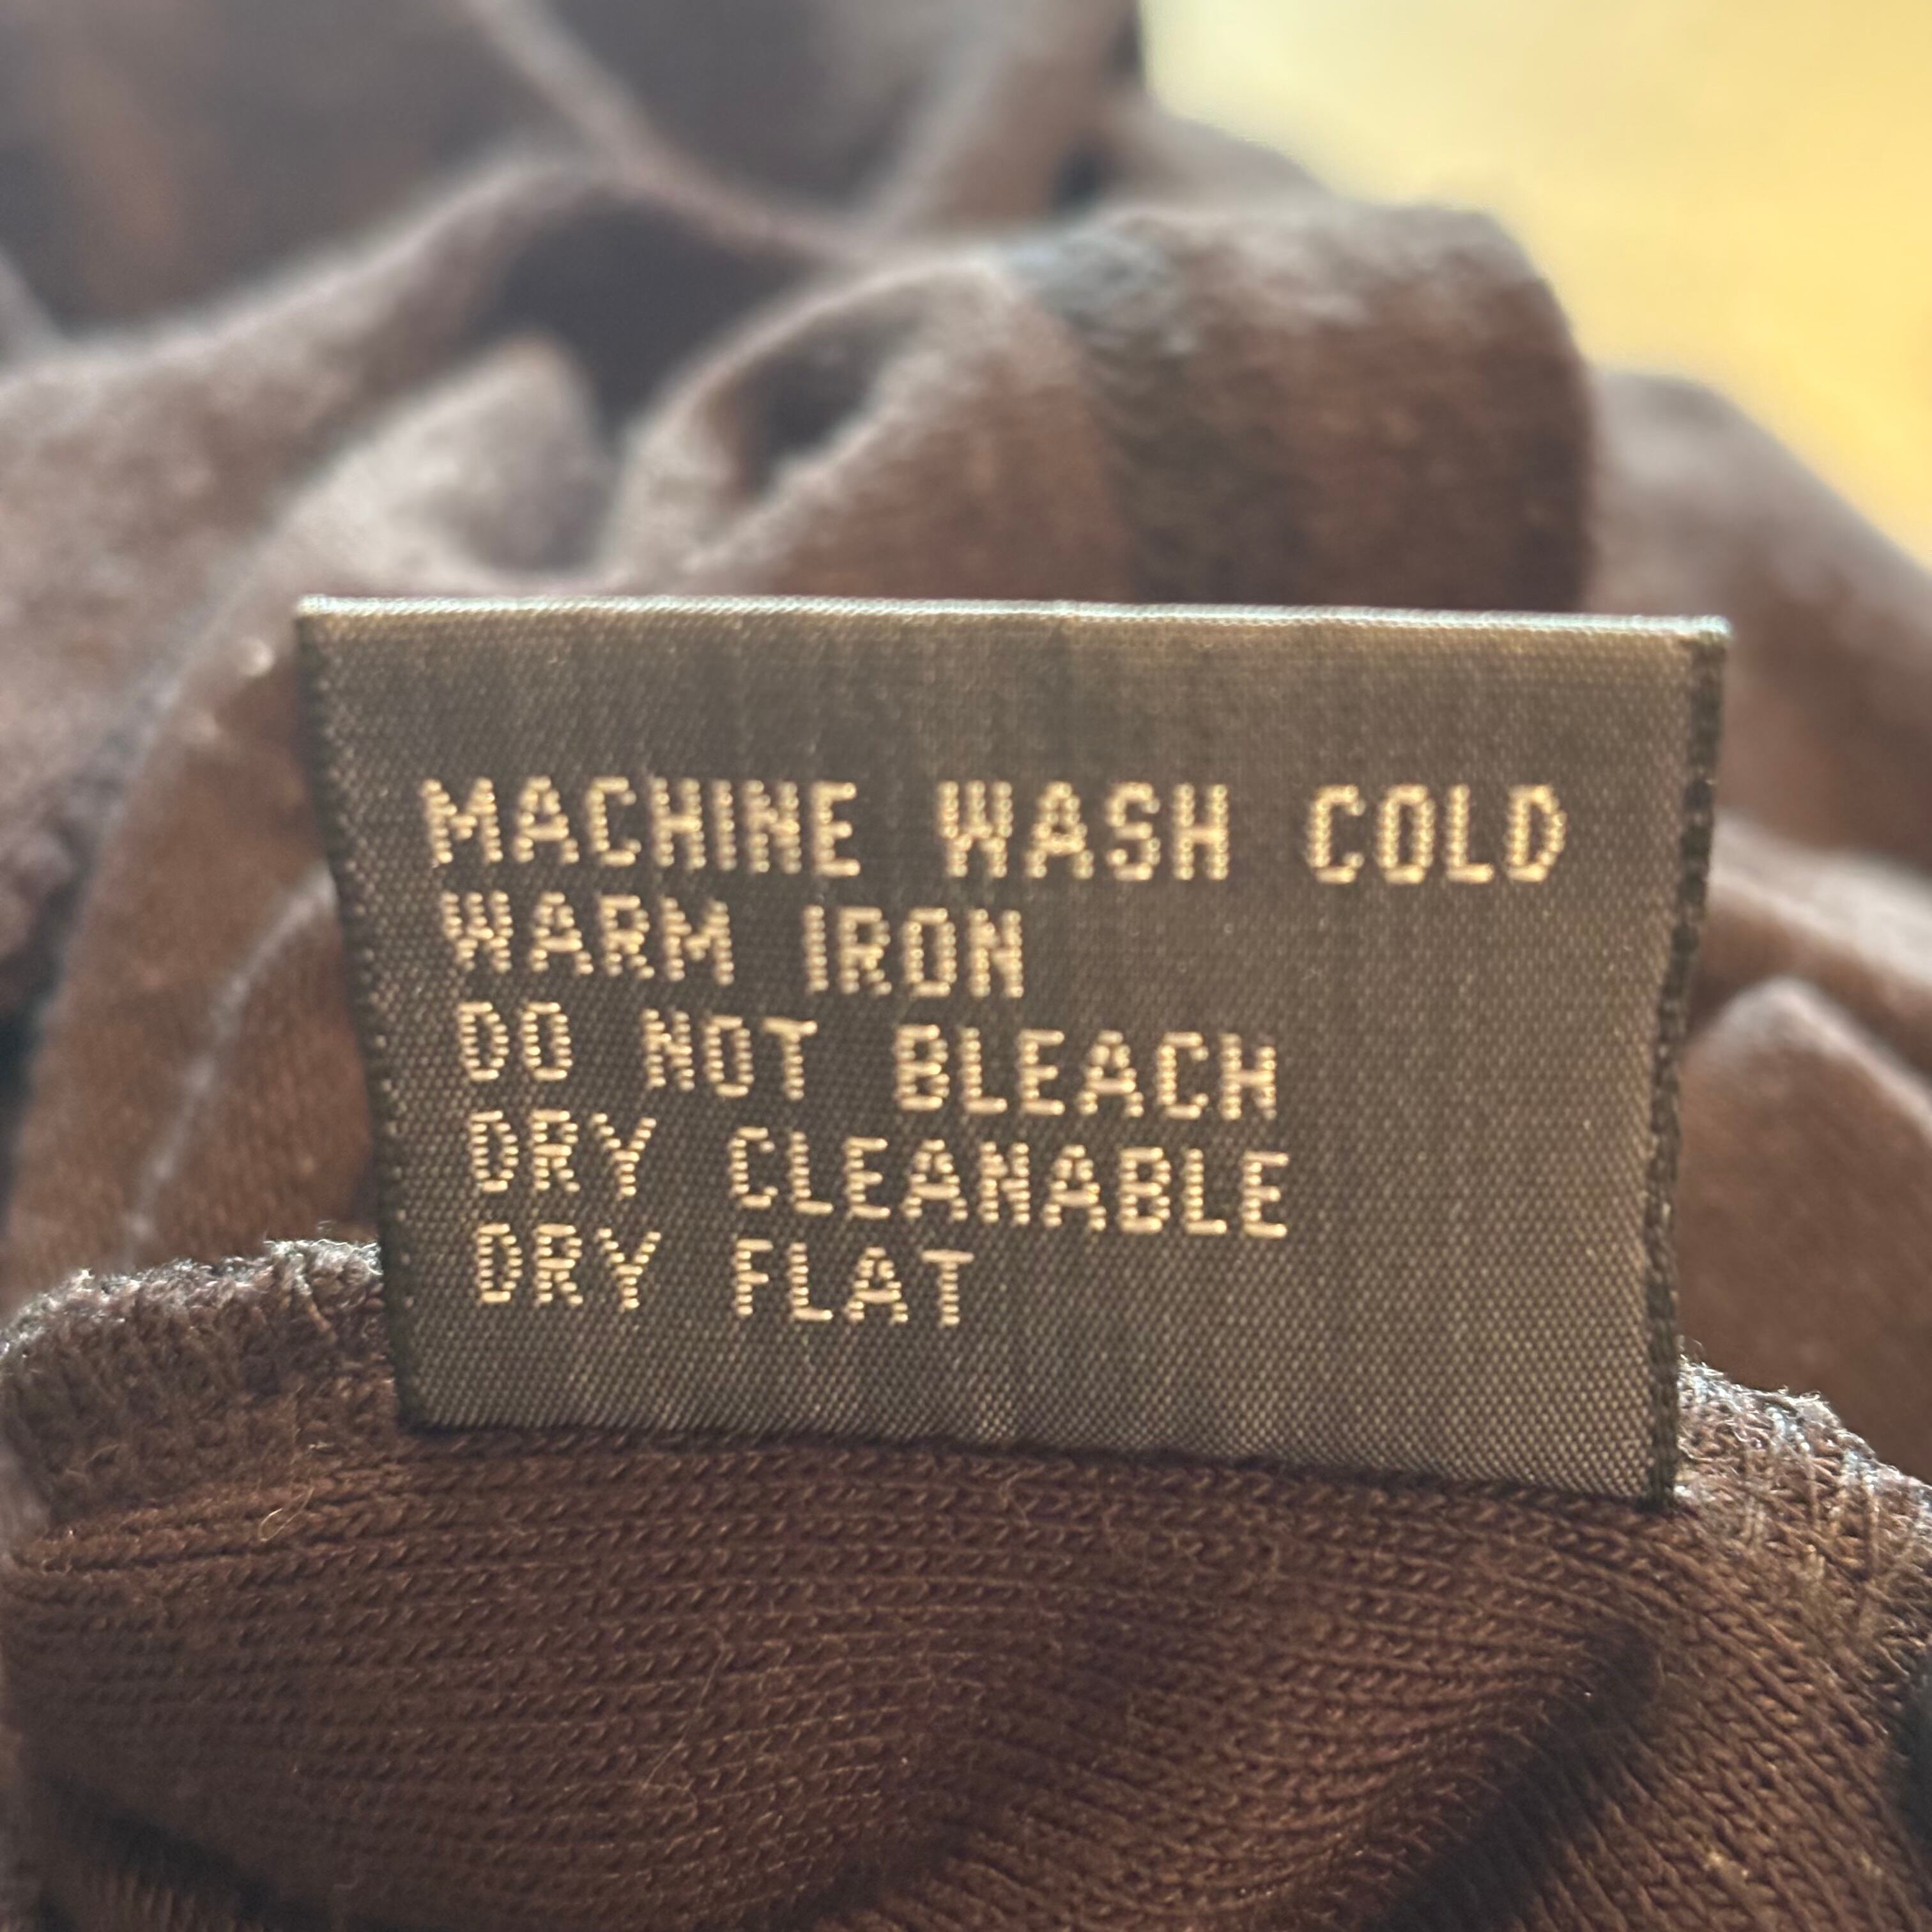 MACHINE WASH COLD
WARM IRON
DO NOT BLEACH
DRY CLEANABLE
DRY FLAT